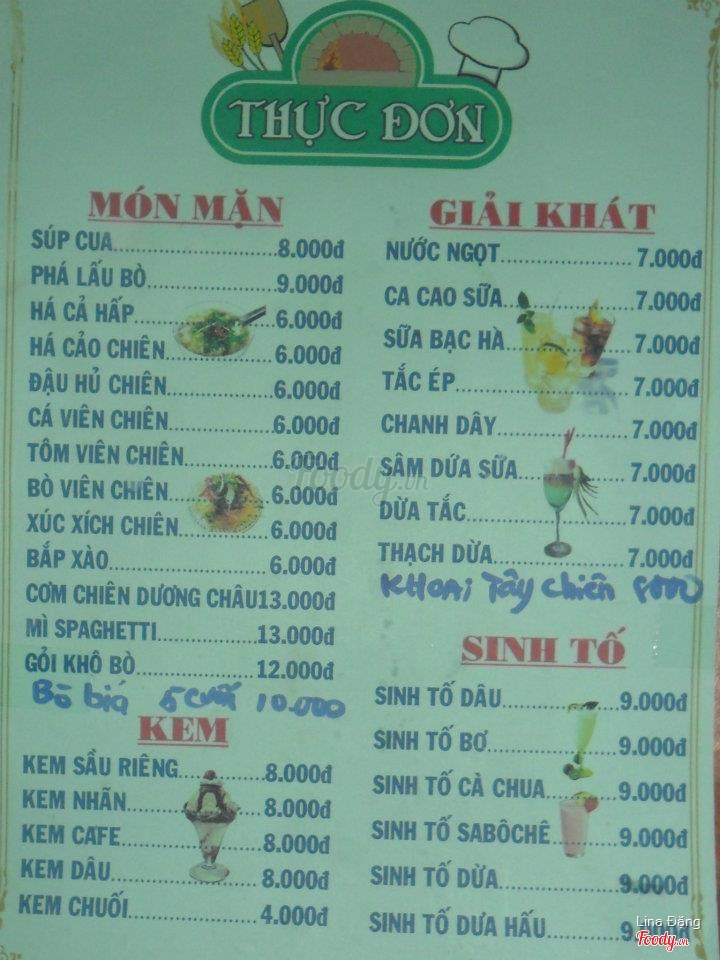 THỰC ĐƠN
MÓN MẶN
SÚP CUA 8.000đ
PHÁ LẤU BÒ 9.000đ
HÁ CẢ HẤP 6.000đ
HÁ CẢO CHIÊN 6.000đ
ĐẬU HỦ CHIÊN 6.000đ
CÁ VIÊN CHIÊN 6.000đ
TÔM VIÊN CHIÊN 6.000đ
BÒ VIÊN CHIÊN 6.000đ
XÚC XÍCH CHIÊN 6.000đ
BẮP XÀO 6.000đ
CƠM CHIÊN DƯƠNG CHÂU 13.000đ
MÌ SPAGHETTI 13.000đ
GỎI KHÔ BÒ 12.000đ
Bò bía 5 cuốn 10.000
KEM
KEM SẦU RIÊNG 8.000đ
KEM NHÃN 8.000đ
KEM CAFE 8.000đ
KEM DÂU 8.000đ
KEM CHUỐI 4.000đ
GIẢI KHÁT
NƯỚC NGỌT 7.000đ
CA CAO SỮA 7.000đ
SỮA BẠC HÀ 7.000đ
TẮC ÉP 7.000đ
CHANH DÂY 7.000đ
SÂM DỨA SỮA 7.000đ
DỪA TẮC 7.000đ
THẠCH DỪA 7.000đ
KHOAI TÂY CHIÊN 8000
SINH TỐ
SINH TỐ DÂU 9.000đ
SINH TỐ BƠ 9.000đ
SINH TỐ CÀ CHUA 9.000đ
SINH TỐ SABÔCHÊ 9.000đ
SINH TỐ DỪA 9.000đ
SINH TỐ DƯA HẤU
foody.vn
Lina Đặng
Foody.vn